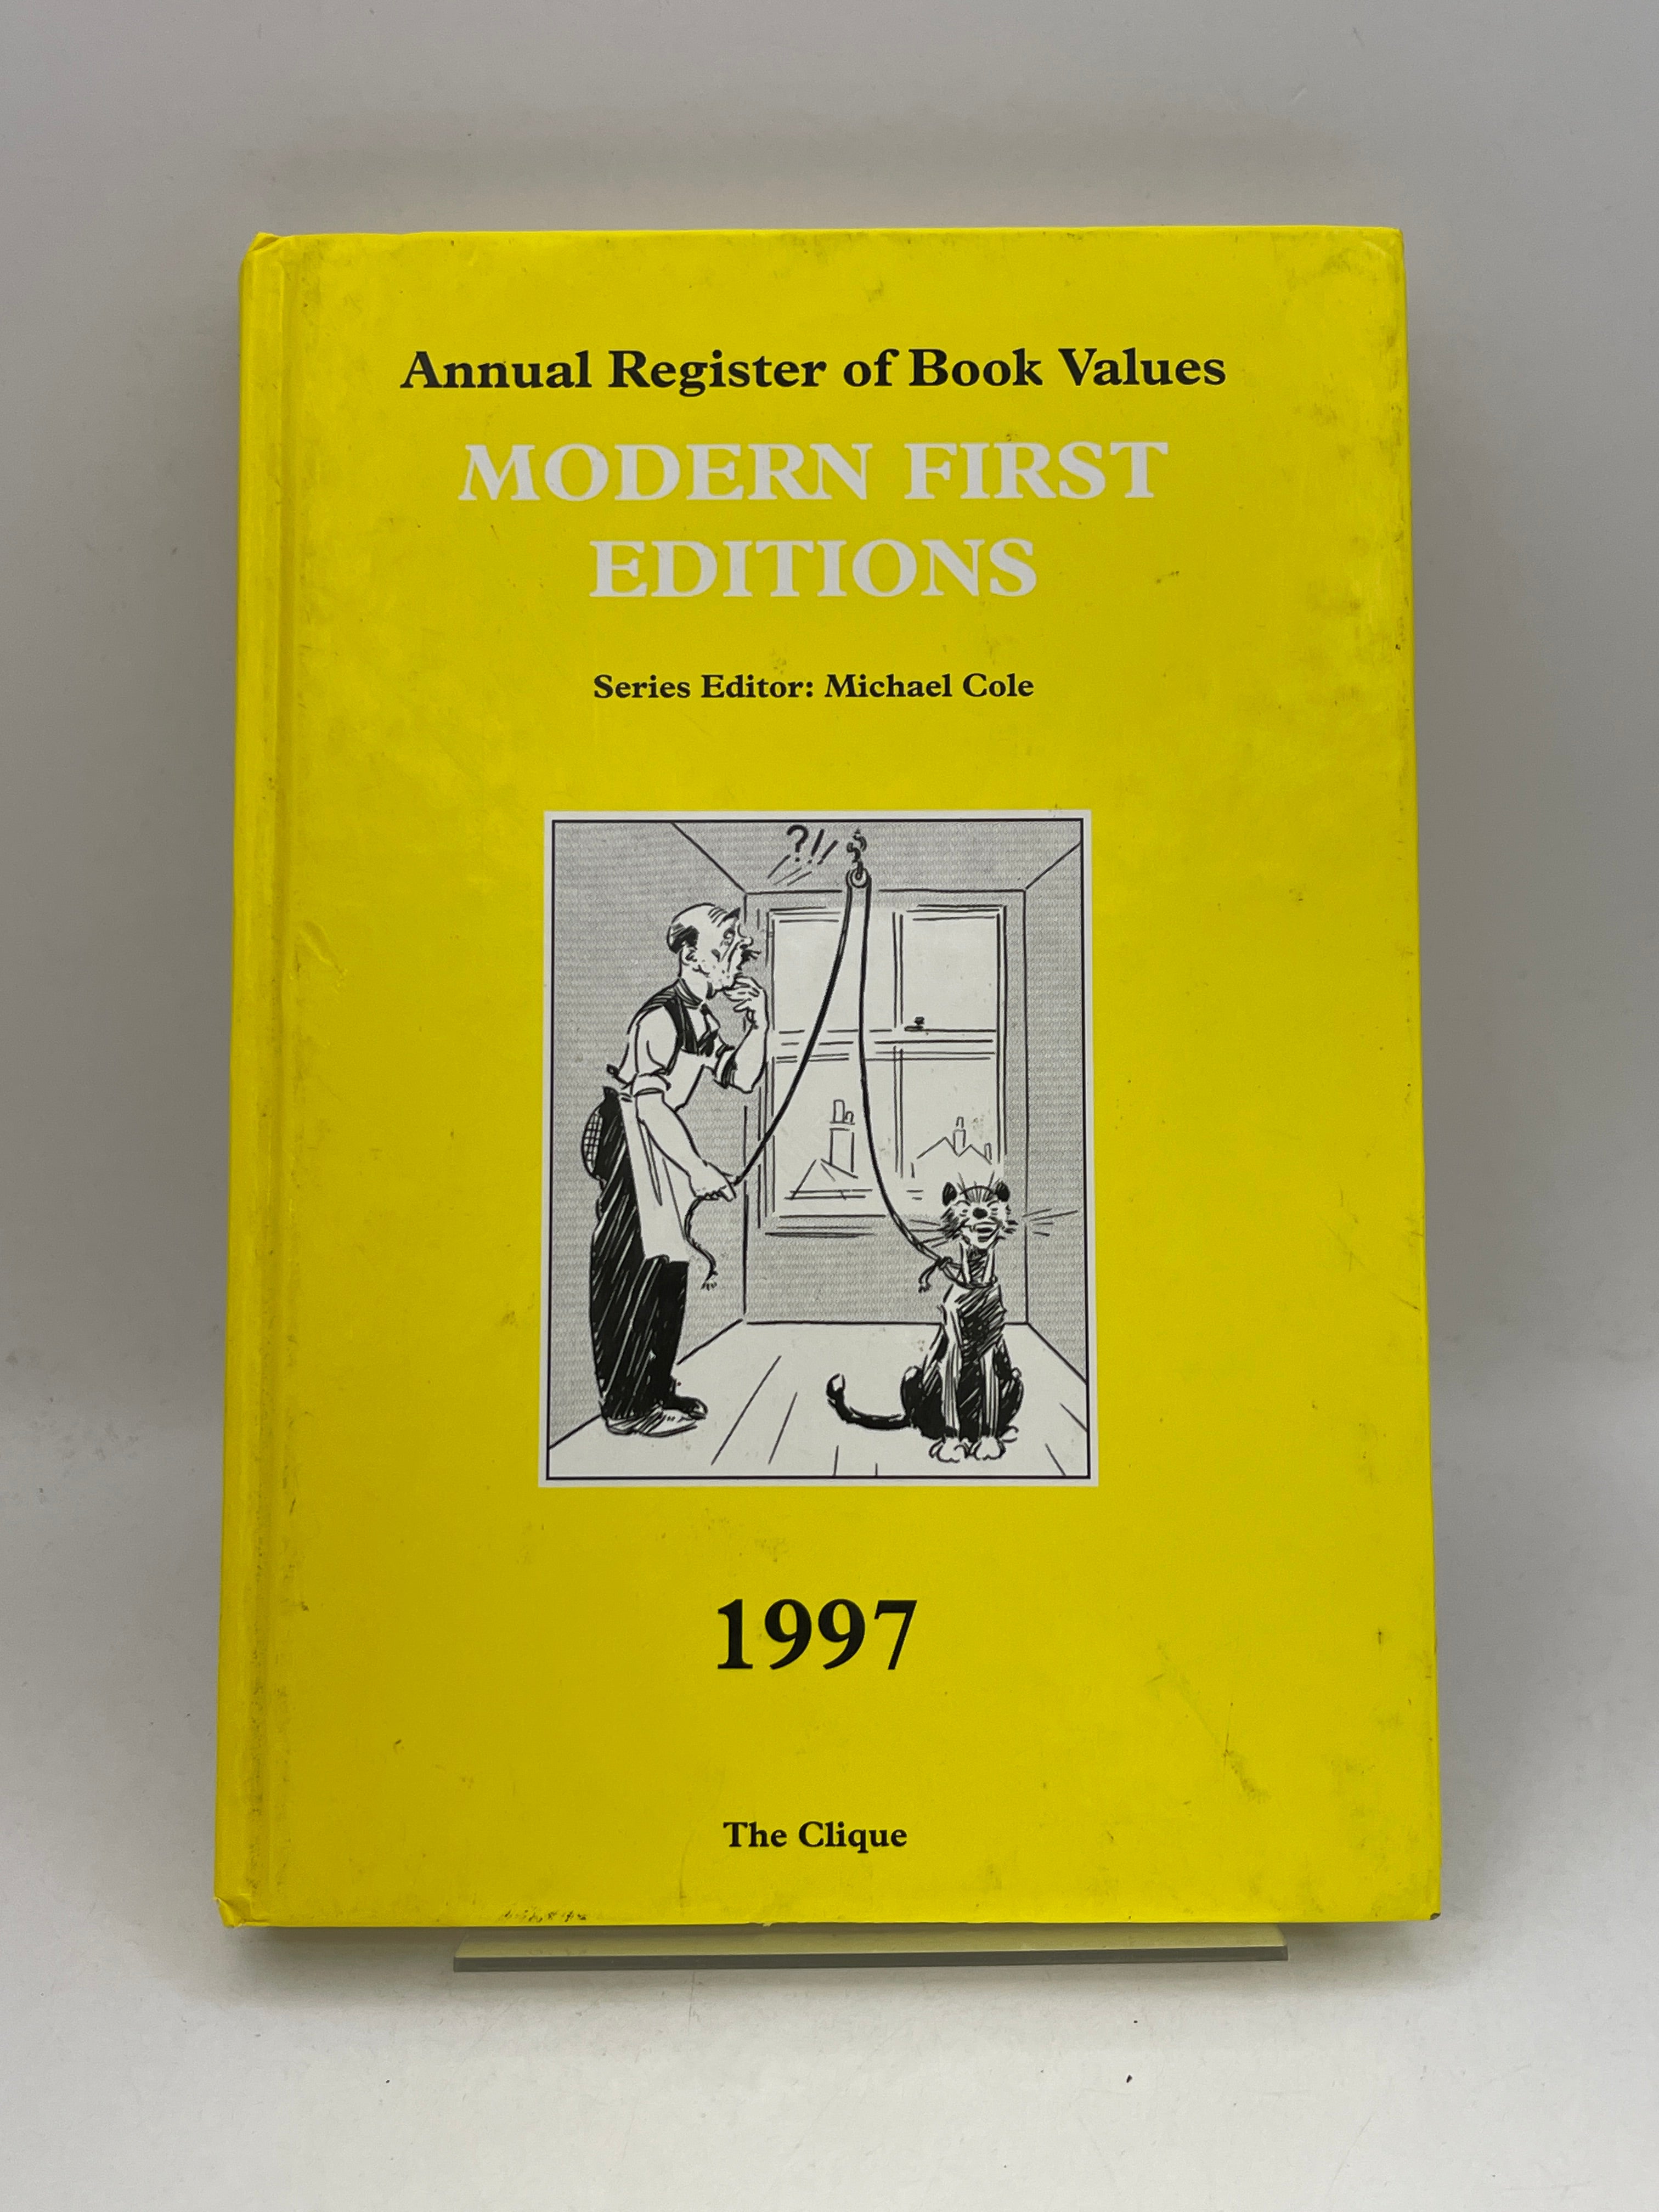 Annual Register of Book Values
MODERN FIRST
EDITIONS
Series Editor: Michael Cole
?!
1997
The Clique